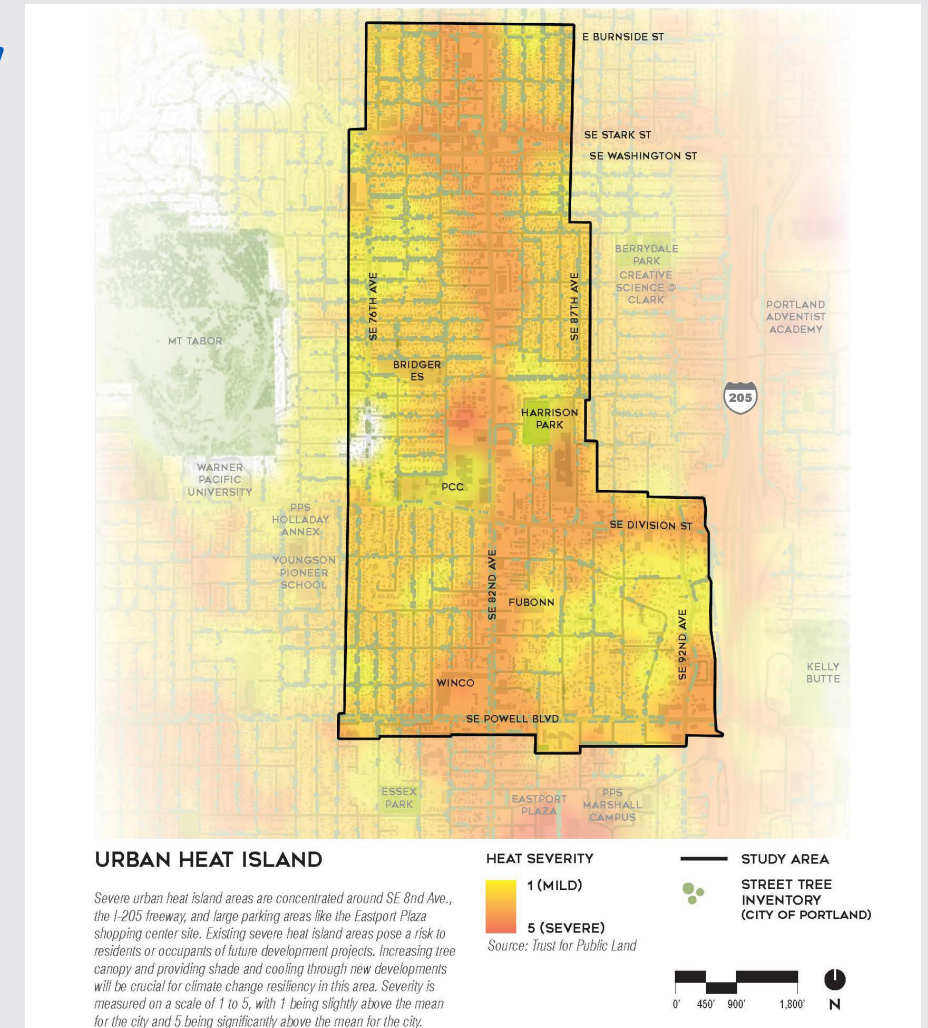 E BURNSIDE ST
SE STARK ST
SE WASHINGTON ST
BERRYDALE
PARK
CREATIVE
SCIENCE @
CLARK
SE 76TH AVE
SE 87TH AVE
PORTLAND
ADVENTIST
ACADEMY
MT TABOR
BRIDGER
ES
205
HARRISON
PARK
WARNER
PACIFIC
UNIVERSITY
PCC
PPS
HOLLADAY
ANNEX
SE DIVISION ST
YOUNGSON
PIONEER
SCHOOL
SE 82ND AVE
FUBONN
SE 92ND AVE
KELLY
BUTTE
WINCO
SE POWELL BLVD
ESSEX
PARK
EASTPORT
PLAZA
PPS
MARSHALL
CAMPUS
URBAN HEAT ISLAND
Severe urban heat island areas are concentrated around SE 8nd Ave.,
the I-205 freeway, and large parking areas like the Eastport Plaza
shopping center site. Existing severe heat island areas pose a risk to
residents or occupants of future development projects. Increasing tree
canopy and providing shade and cooling through new developments
will be crucial for climate change resiliency in this area. Severity is
measured on a scale of 1 to 5, with 1 being slightly above the mean
for the city and 5 being significantly above the mean for the city.
HEAT SEVERITY
1 (MILD)
5 (SEVERE)
Source: Trust for Public Land
STUDY AREA
STREET TREE
INVENTORY
(CITY OF PORTLAND)
0' 450' 900' 1,800'
N